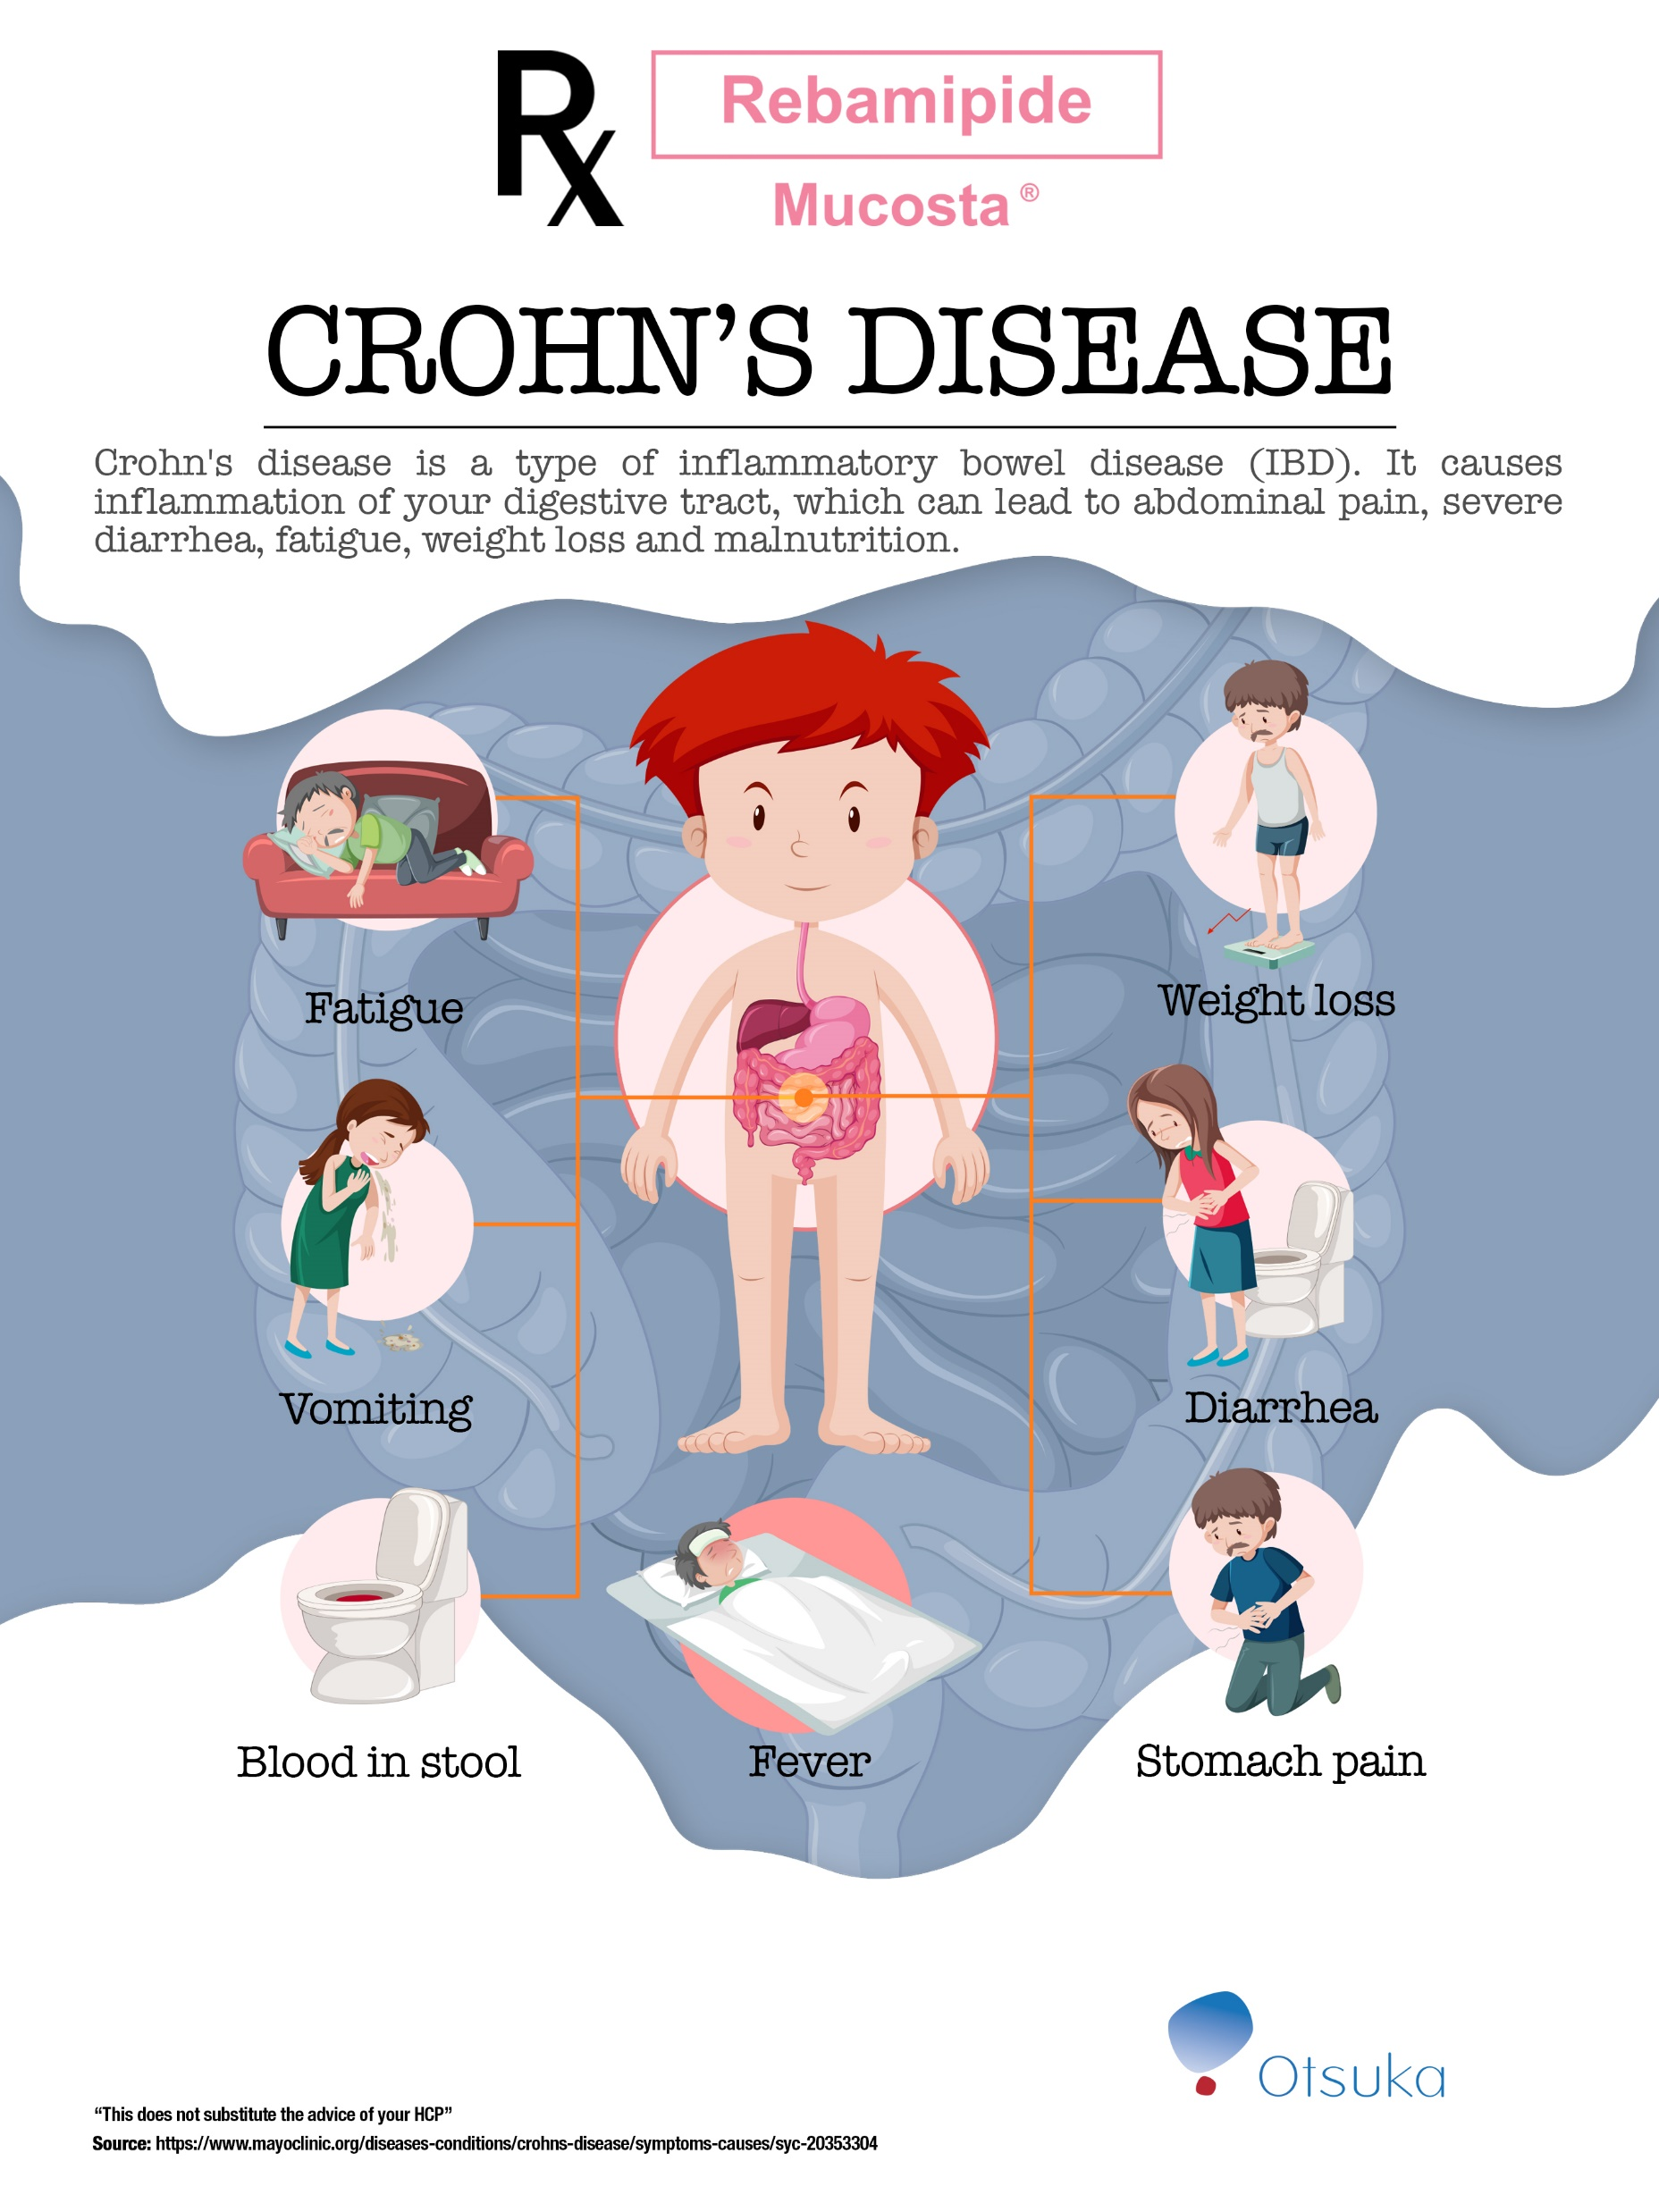 Rx
Rebamipide
Mucosta®
CROHN'S DISEASE
Crohn's disease is a type of inflammatory bowel disease (IBD). It causes
inflammation of your digestive tract, which can lead to abdominal pain, severe
diarrhea, fatigue, weight loss and malnutrition.
Fatigue
Weight loss
Vomiting
Diarrhea
Blood in stool
Fever
Stomach pain
Otsuka
“This does not substitute the advice of your HCP”
Source: https://www.mayoclinic.org/diseases-conditions/crohns-disease/symptoms-causes/syc-20353304